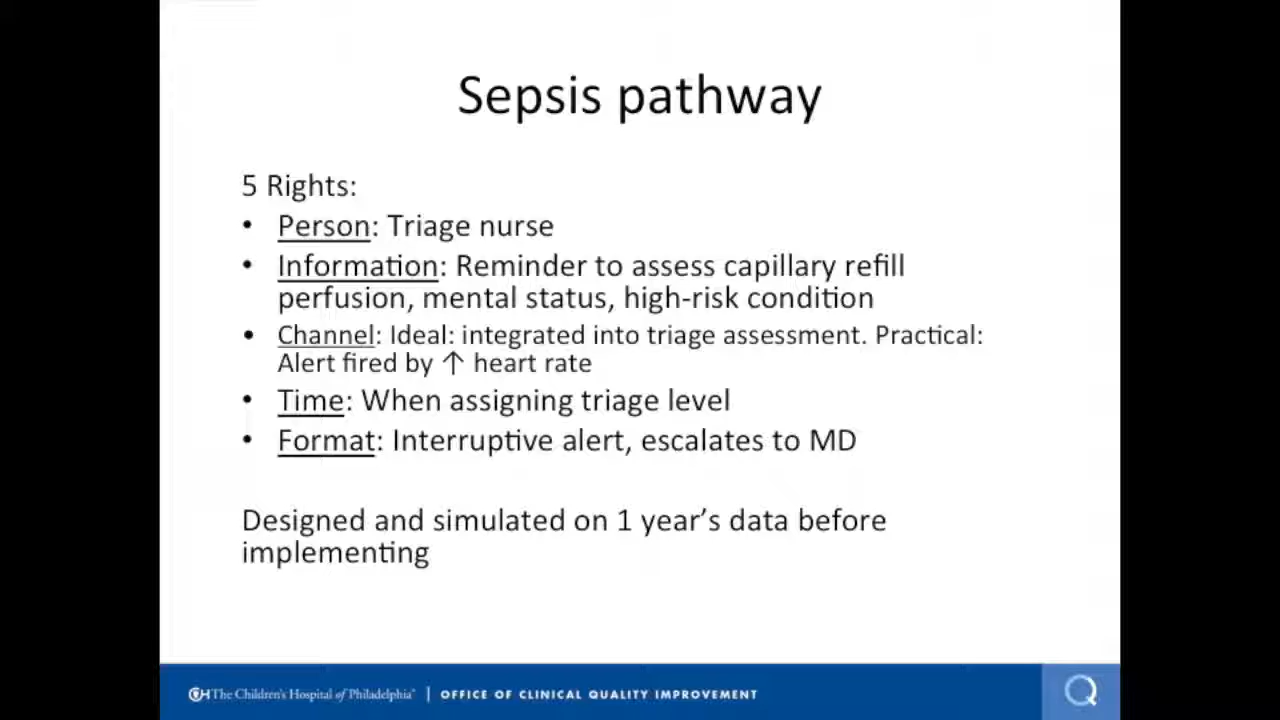 Sepsis pathway
5 Rights:
• Person: Triage nurse
• Information: Reminder to assess capillary refill
perfusion, mental status, high-risk condition
• Channel: Ideal: integrated into triage assessment. Practical:
Alert fired by ↑ heart rate
• Time: When assigning triage level
• Format: Interruptive alert, escalates to MD
Designed and simulated on 1 year's data before
implementing
CH The Children's Hospital of Philadelphia® | OFFICE OF CLINICAL QUALITY IMPROVEMENT
Q